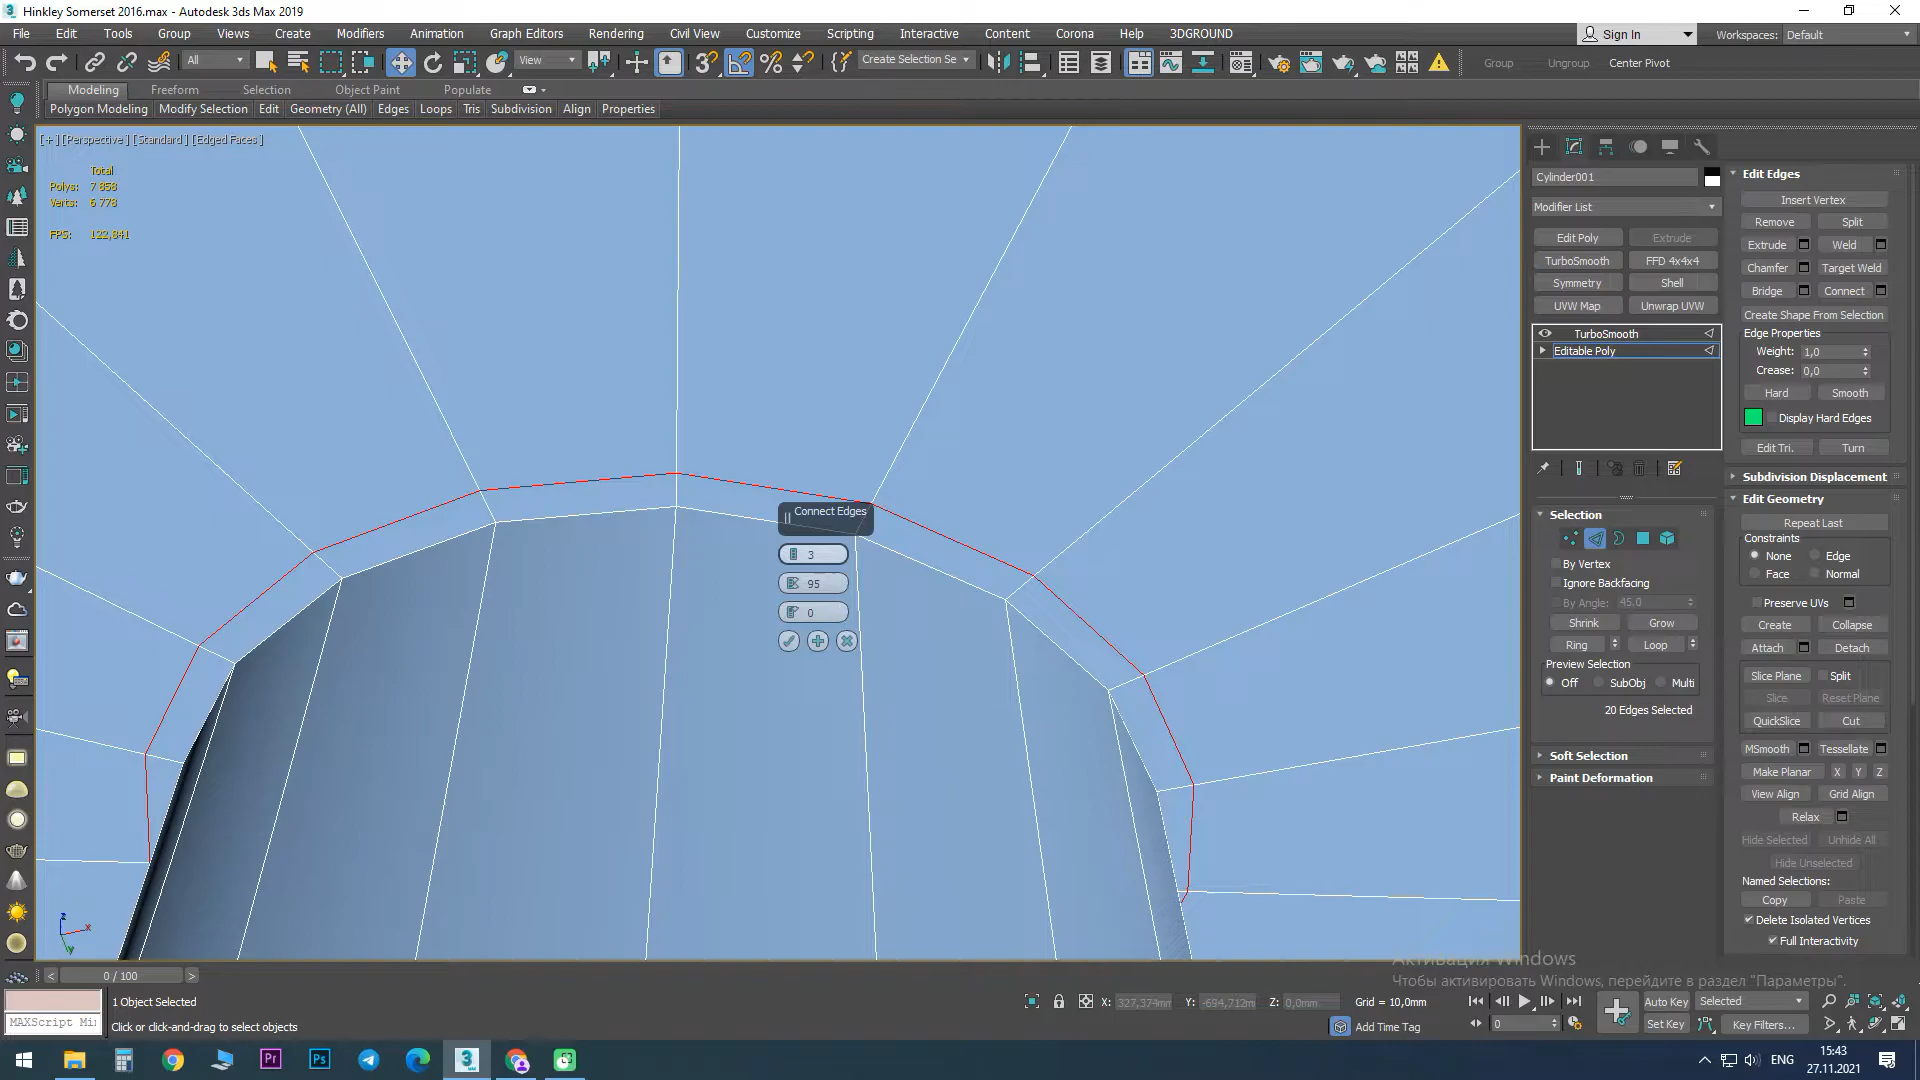 Hinkley Somerset 2016.max - Autodesk 3ds Max 2019
File Edit Tools Group Views Create Modifiers Animation Graph Editors Rendering Civil View Customize Scripting Interactive Content Corona Help 3DGROUND
Sign In Workspaces: Default
All View Create Selection Se Group Ungroup Center Pivot
Modeling Freeform Selection Object Paint Populate
Polygon Modeling Modify Selection Edit Geometry (All) Edges Loops Tris Subdivision Align Properties
[+] [Perspective] [Standard] [Edged Faces]
Total
Polys: 7 858
Verts: 6 778
FPS: 122,841
Connect Edges
3
95
0
Cylinder001
Modifier List
Edit Poly Extrude
TurboSmooth FFD 4x4x4
Symmetry Shell
UVW Map Unwrap UVW
TurboSmooth
Editable Poly
Selection
By Vertex
Ignore Backfacing
By Angle: 45.0
Shrink Grow
Ring Loop
Preview Selection
Off SubObj Multi
20 Edges Selected
Soft Selection
Paint Deformation
Edit Edges
Insert Vertex
Remove Split
Extrude Weld
Chamfer Target Weld
Bridge Connect
Create Shape From Selection
Edge Properties
Weight: 1,0
Crease: 0,0
Hard Smooth
Display Hard Edges
Edit Tri. Turn
Subdivision Displacement
Edit Geometry
Repeat Last
Constraints
None Edge
Face Normal
Preserve UVs
Create Collapse
Attach Detach
Slice Plane Split
Slice Reset Plane
QuickSlice Cut
MSmooth Tessellate
Make Planar X Y Z
View Align Grid Align
Relax
Hide Selected Unhide All
Hide Unselected
Named Selections:
Copy Paste
Delete Isolated Vertices
Full Interactivity
Активация Windows
Чтобы активировать Windows, перейдите в раздел "Параметры".
z
x
y
< 0 / 100 >
1 Object Selected
Click or click-and-drag to select objects
MAXScript Mi
X: 327,374mm Y: -694,712m Z: 0,0mm Grid = 10,0mm
Add Time Tag
0
Auto Key Selected
Set Key Key Filters...
Pr Ps 3
ENG
15:43
27.11.2021